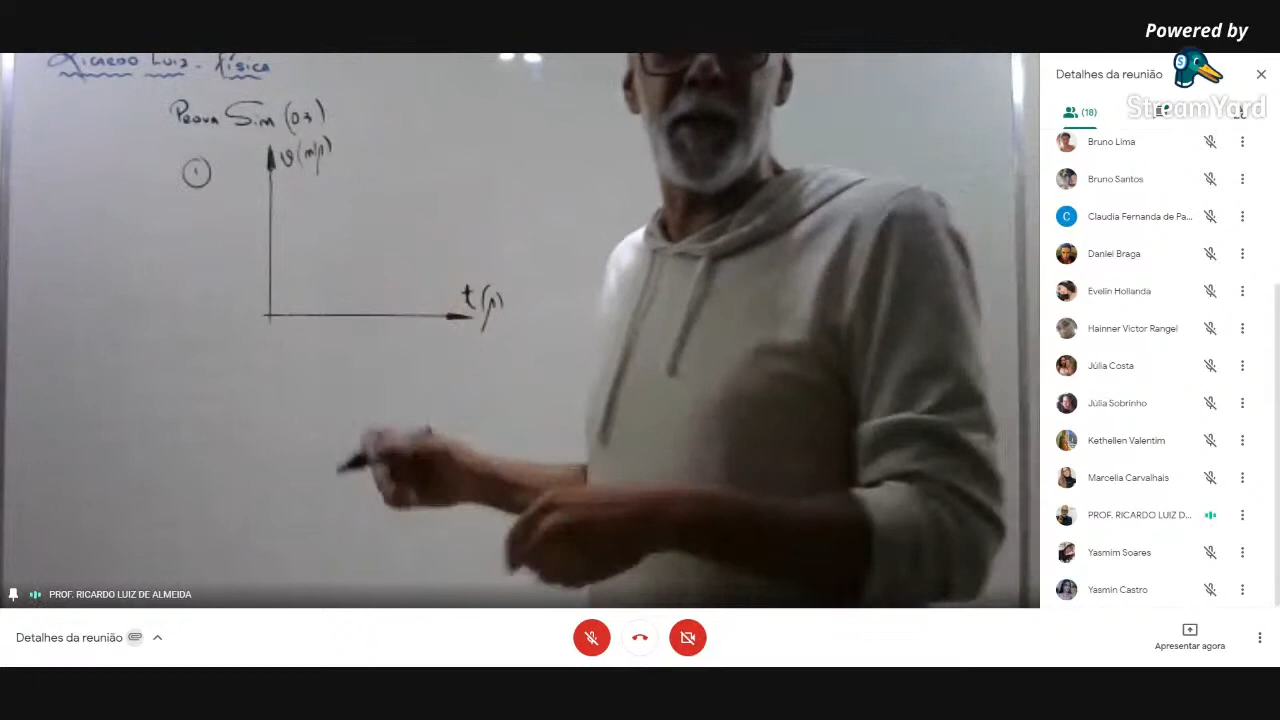 Powered by
StreamYard
Ricardo Luiz - física
Prova Sim (03)
1
v(m/s)
t(s)
PROF. RICARDO LUIZ DE ALMEIDA
Detalhes da reunião
(18)
Bruno Lima
Bruno Santos
Claudia Fernanda de Pa...
Daniel Braga
Evelin Hollanda
Hainner Victor Rangel
Júlia Costa
Júlia Sobrinho
Kethellen Valentim
Marcella Carvalhais
PROF. RICARDO LUIZ D...
Yasmim Soares
Yasmin Castro
Detalhes da reunião
Apresentar agora